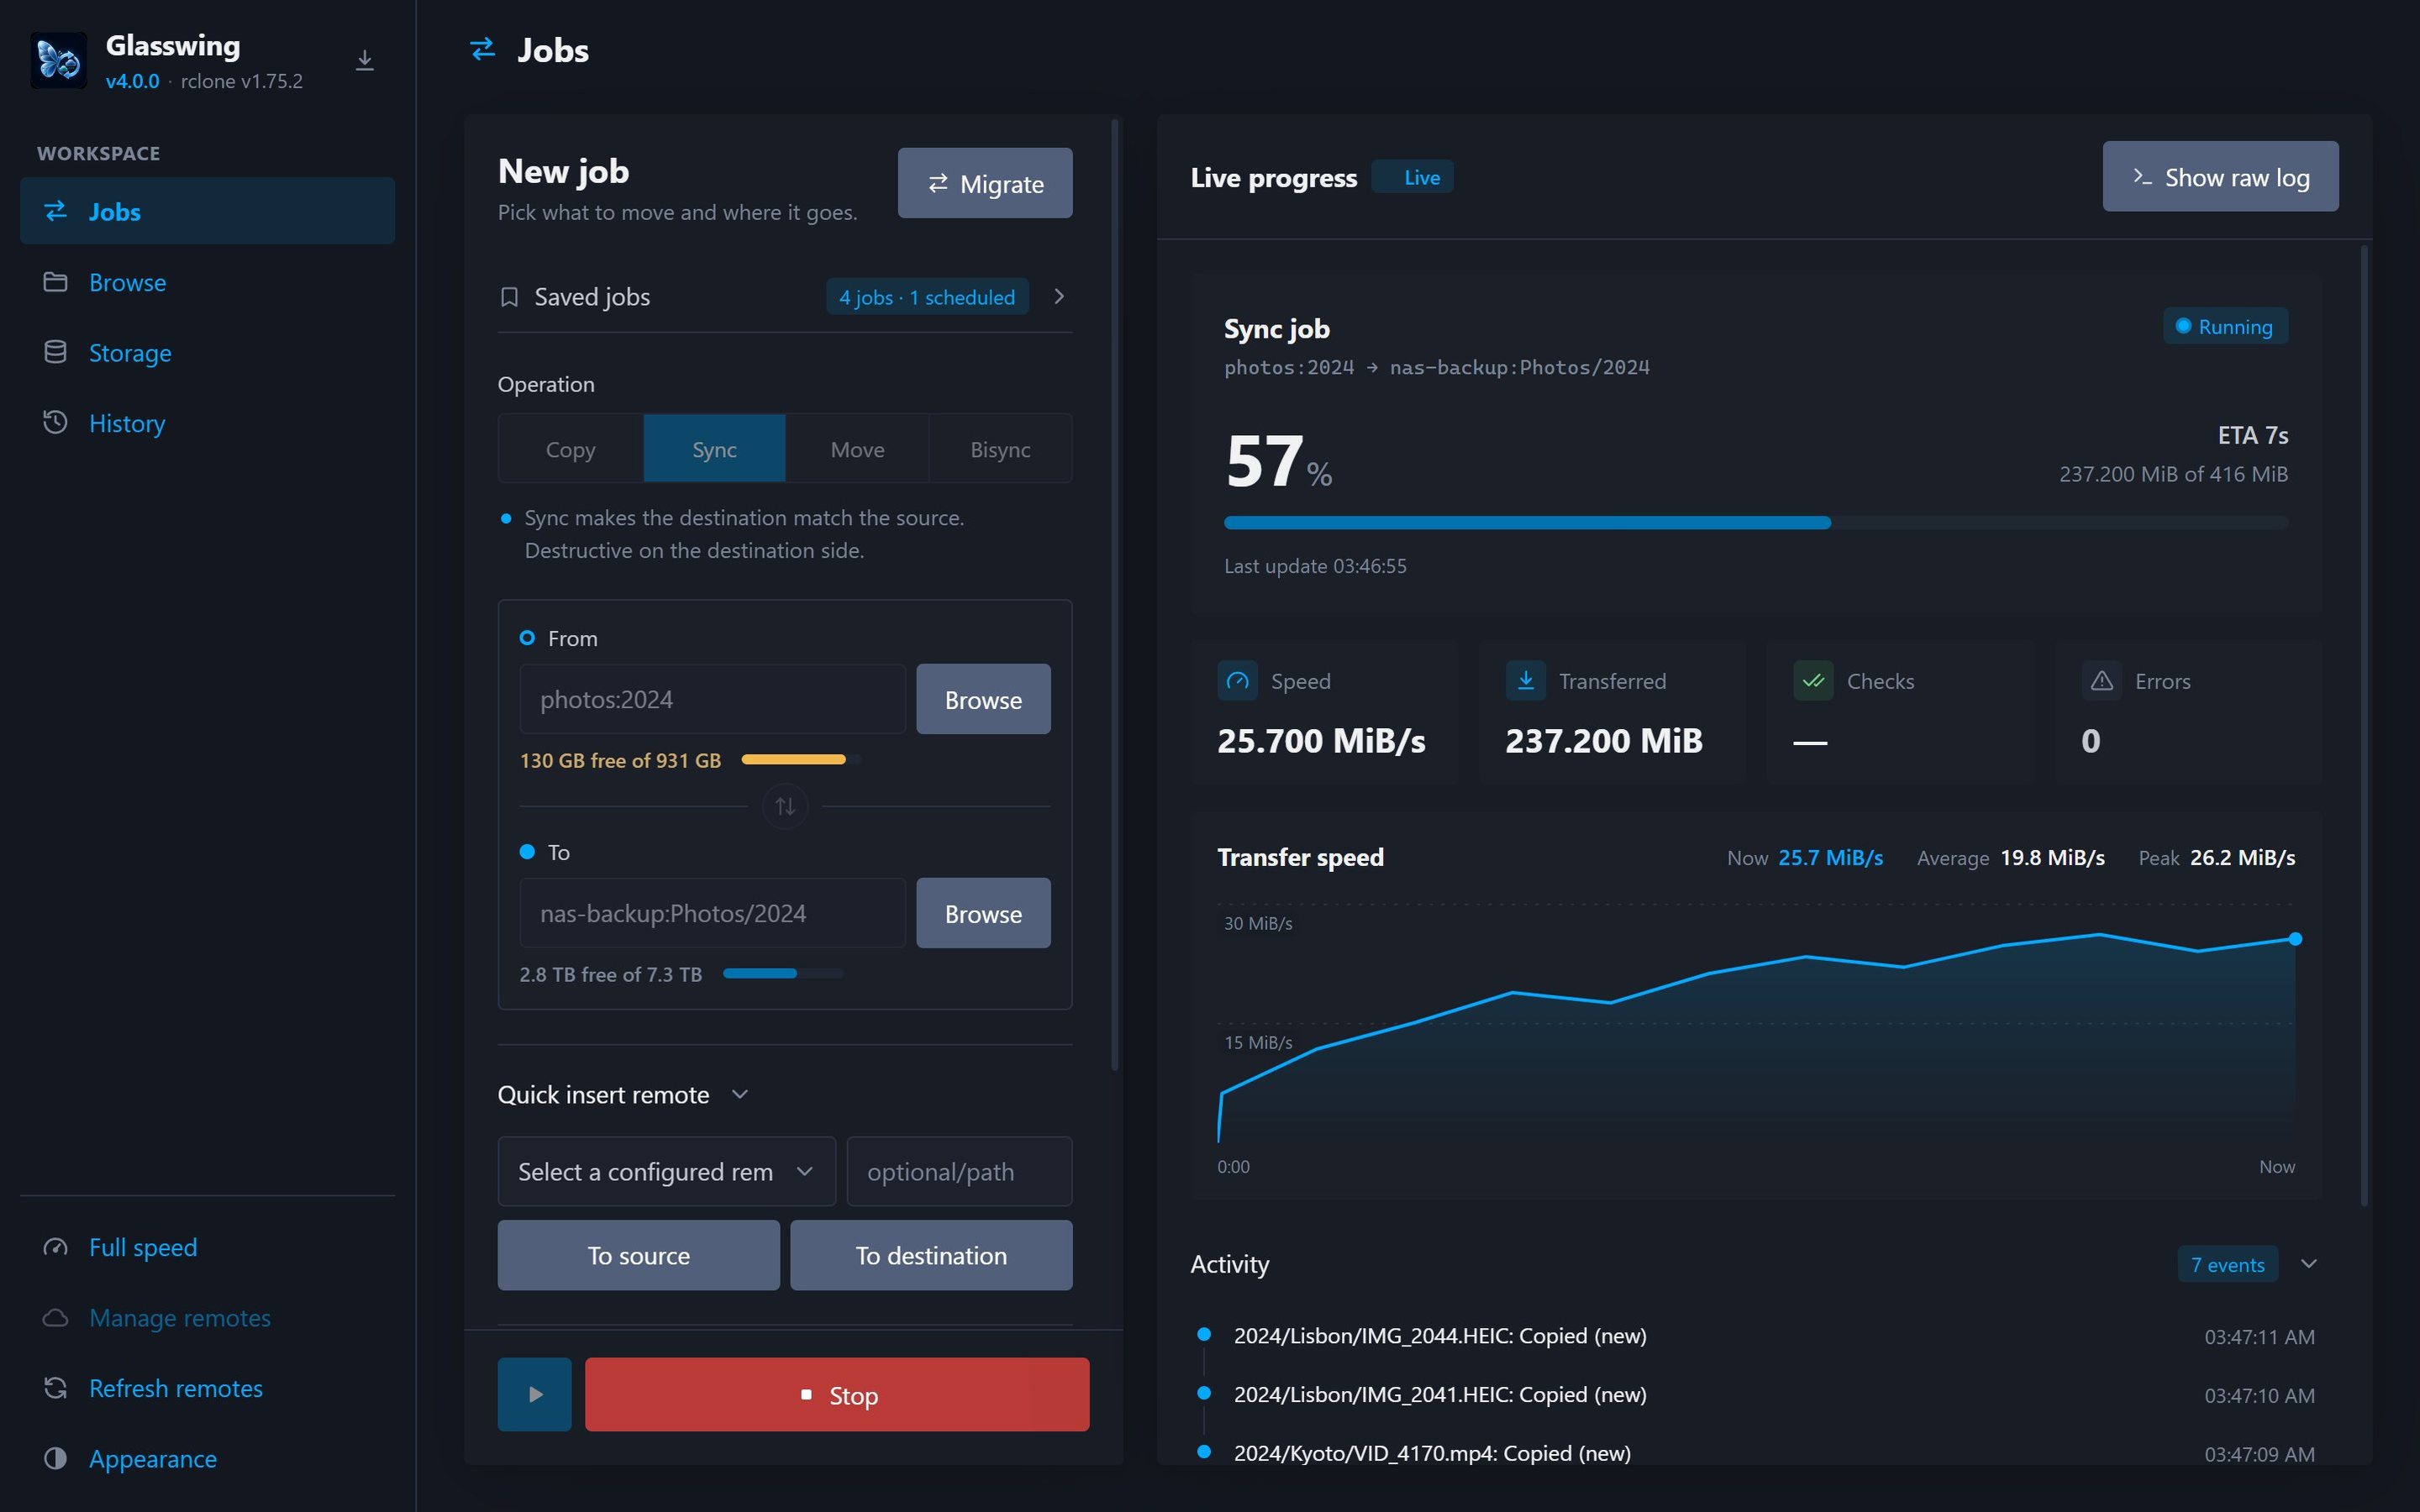 Glasswing
v4.0.0 · rclone v1.75.2
WORKSPACE
Jobs
Browse
Storage
History
Full speed
Manage remotes
Refresh remotes
Appearance
Jobs
New job
Pick what to move and where it goes.
Migrate
Saved jobs
4 jobs · 1 scheduled
Operation
Copy
Sync
Move
Bisync
Sync makes the destination match the source.
Destructive on the destination side.
From
photos:2024
Browse
130 GB free of 931 GB
To
nas-backup:Photos/2024
Browse
2.8 TB free of 7.3 TB
Quick insert remote
Select a configured rem
optional/path
To source
To destination
Stop
Live progress
Live
Show raw log
Sync job
Running
photos:2024 → nas-backup:Photos/2024
57%
ETA 7s
237.200 MiB of 416 MiB
Last update 03:46:55
Speed
25.700 MiB/s
Transferred
237.200 MiB
Checks
—
Errors
0
Transfer speed
Now 25.7 MiB/s
Average 19.8 MiB/s
Peak 26.2 MiB/s
30 MiB/s
15 MiB/s
0:00
Now
Activity
7 events
2024/Lisbon/IMG_2044.HEIC: Copied (new)
03:47:11 AM
2024/Lisbon/IMG_2041.HEIC: Copied (new)
03:47:10 AM
2024/Kyoto/VID_4170.mp4: Copied (new)
03:47:09 AM